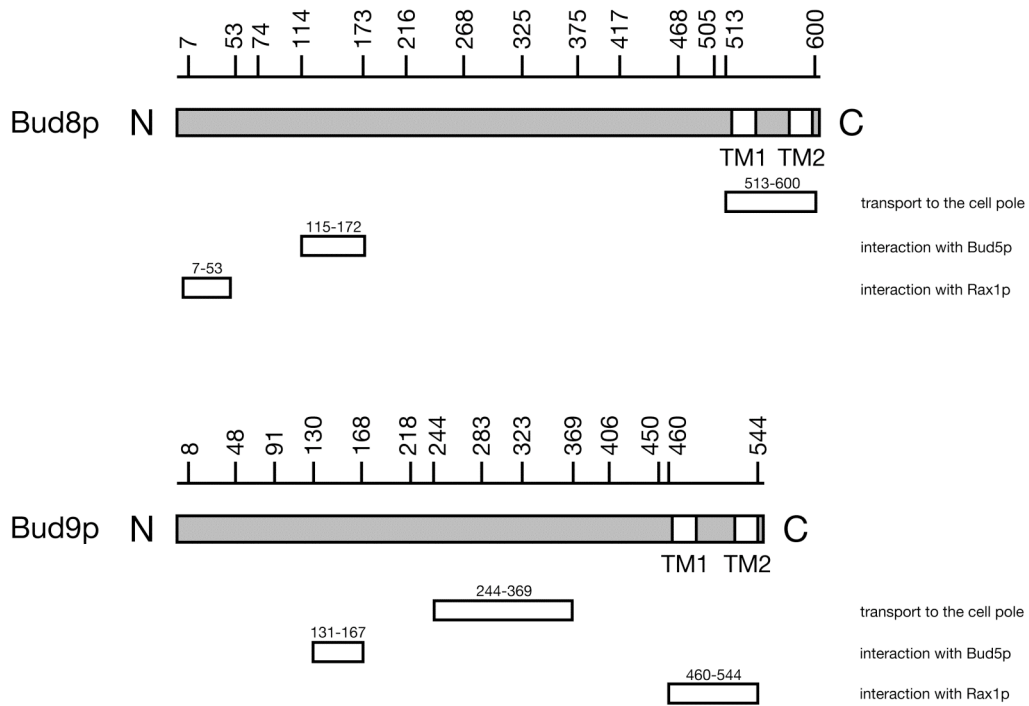 7 53 74 114 173 216 268 325 375 417 468 505 513 600
Bud8p N C
TM1 TM2
513-600
transport to the cell pole
115-172
interaction with Bud5p
7-53
interaction with Rax1p
8 48 91 130 168 218 244 283 323 369 406 450 460 544
Bud9p N C
TM1 TM2
244-369
transport to the cell pole
131-167
interaction with Bud5p
460-544
interaction with Rax1p